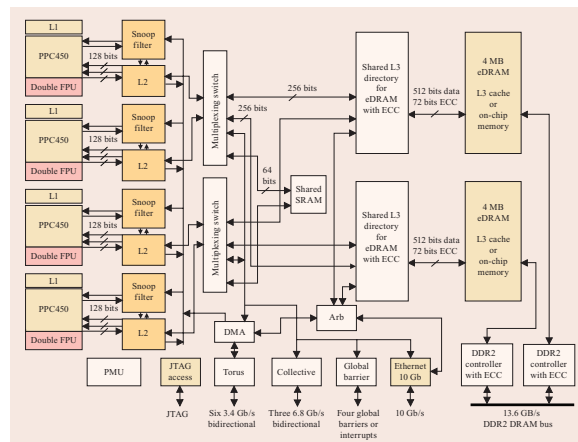 L1
PPC450
Double FPU
128 bits
Snoop
filter
L2
L1
PPC450
Double FPU
128 bits
Snoop
filter
L2
L1
PPC450
Double FPU
128 bits
Snoop
filter
L2
L1
PPC450
Double FPU
128 bits
Snoop
filter
L2
Multiplexing switch
Multiplexing switch
256 bits
256 bits
64
bits
Shared
SRAM
Shared L3
directory
for
eDRAM
with ECC
512 bits data
72 bits ECC
4 MB
eDRAM
L3 cache
or
on-chip
memory
Shared L3
directory
for
eDRAM
with ECC
512 bits data
72 bits ECC
4 MB
eDRAM
L3 cache
or
on-chip
memory
DMA
Arb
PMU
JTAG
access
Torus
Collective
Global
barrier
Ethernet
10 Gb
DDR2
controller
with ECC
DDR2
controller
with ECC
JTAG
Six 3.4 Gb/s
bidirectional
Three 6.8 Gb/s
bidirectional
Four global
barriers or
interrupts
10 Gb/s
13.6 GB/s
DDR2 DRAM bus